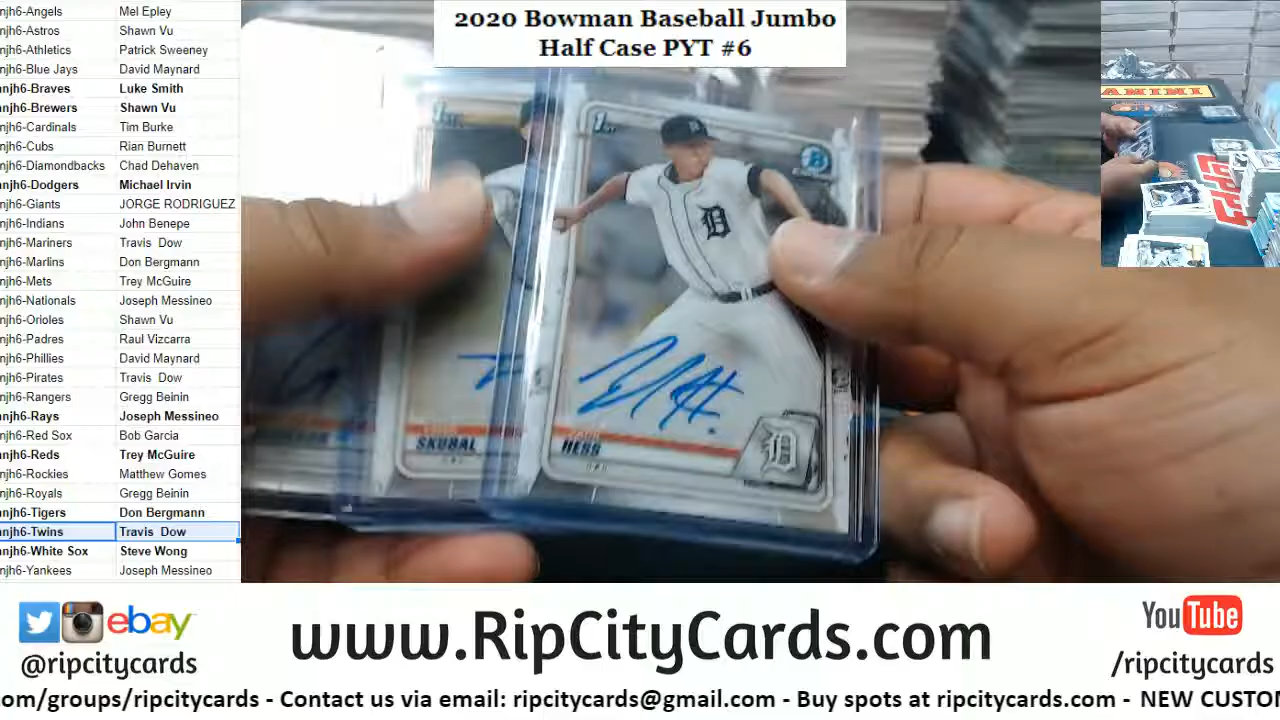 2020 Bowman Baseball Jumbo
Half Case PYT #6
njh6-Angels Mel Epley
njh6-Astros Shawn Vu
njh6-Athletics Patrick Sweeney
njh6-Blue Jays David Maynard
njh6-Braves Luke Smith
njh6-Brewers Shawn Vu
njh6-Cardinals Tim Burke
njh6-Cubs Rian Burnett
njh6-Diamondbacks Chad Dehaven
njh6-Dodgers Michael Irvin
njh6-Giants JORGE RODRIGUEZ
njh6-Indians John Benepe
njh6-Mariners Travis Dow
njh6-Marlins Don Bergmann
njh6-Mets Trey McGuire
njh6-Nationals Joseph Messineo
njh6-Orioles Shawn Vu
njh6-Padres Raul Vizcarra
njh6-Phillies David Maynard
njh6-Pirates Travis Dow
njh6-Rangers Gregg Beinin
njh6-Rays Joseph Messineo
njh6-Red Sox Bob Garcia
njh6-Reds Trey McGuire
njh6-Rockies Matthew Gomes
njh6-Royals Gregg Beinin
njh6-Tigers Don Bergmann
njh6-Twins Travis Dow
njh6-White Sox Steve Wong
njh6-Yankees Joseph Messineo
1ST
D
SKUBAL
HESS
PANINI
ebay
@ripcitycards
www.RipCityCards.com
YouTube
/ripcitycards
om/groups/ripcitycards - Contact us via email: ripcitycards@gmail.com - Buy spots at ripcitycards.com - NEW CUSTO